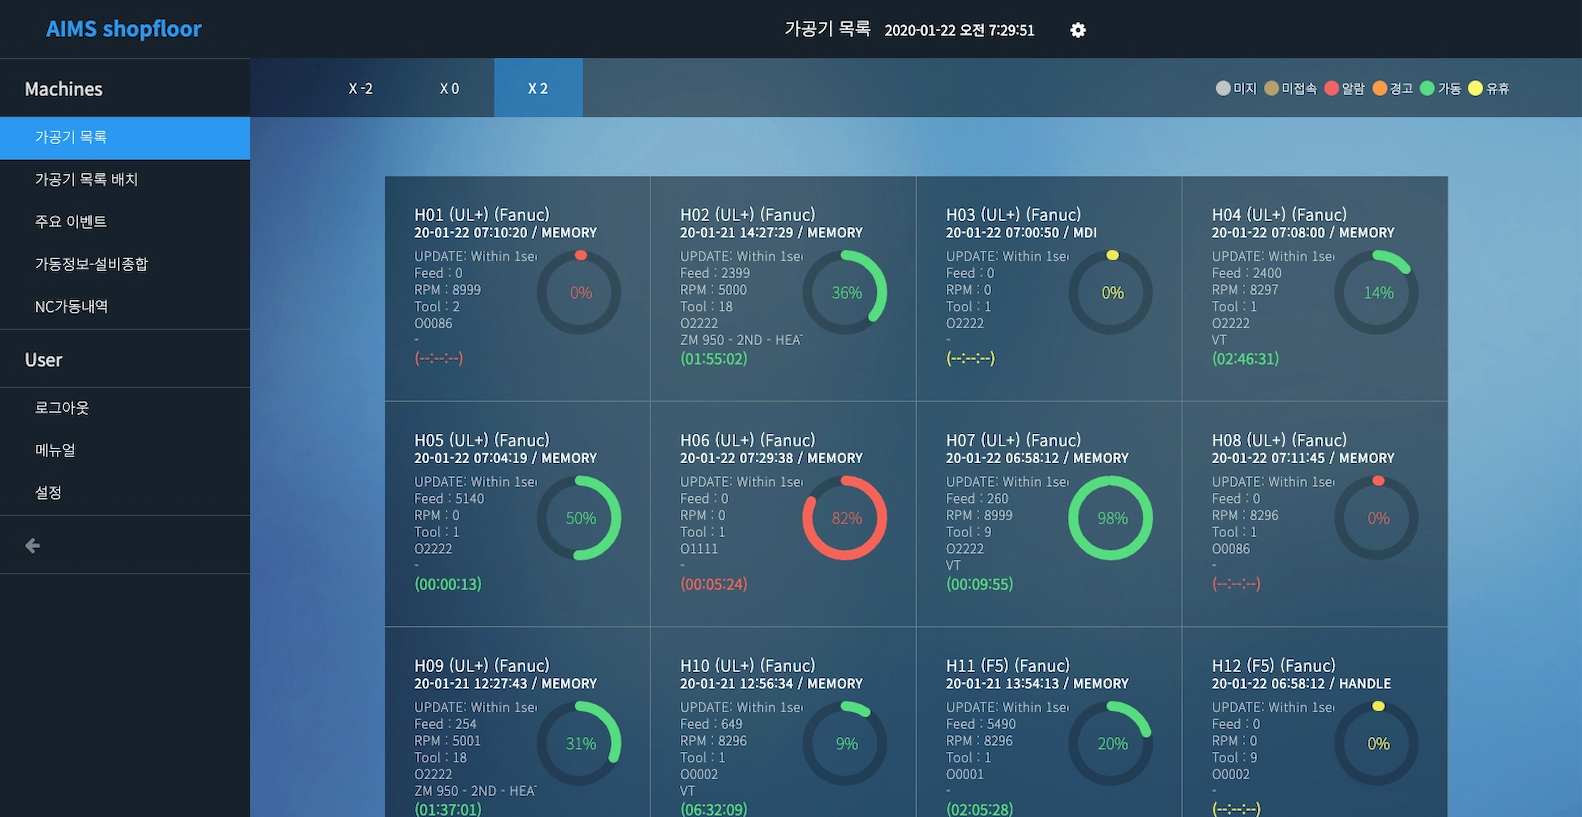 AIMS shopfloor
가공기 목록 2020-01-22 오전 7:29:51
Machines
가공기 목록
가공기 목록 배치
주요 이벤트
가동정보-설비종합
NC가동내역
User
로그아웃
메뉴얼
설정
X -2 X 0 X 2
미지 미접속 알람 경고 가동 유휴
H01 (UL+) (Fanuc)
20-01-22 07:10:20 / MEMORY
UPDATE: Within 1sec
Feed : 0
RPM : 8999
Tool : 2
O0086
-
(--:--:--)
0%
H02 (UL+) (Fanuc)
20-01-21 14:27:29 / MEMORY
UPDATE: Within 1sec
Feed : 2399
RPM : 5000
Tool : 18
O2222
ZM 950 - 2ND - HEAT
(01:55:02)
36%
H03 (UL+) (Fanuc)
20-01-22 07:00:50 / MDI
UPDATE: Within 1sec
Feed : 0
RPM : 0
Tool : 1
O2222
-
(--:--:--)
0%
H04 (UL+) (Fanuc)
20-01-22 07:08:00 / MEMORY
UPDATE: Within 1sec
Feed : 2400
RPM : 8297
Tool : 1
O2222
VT
(02:46:31)
14%
H05 (UL+) (Fanuc)
20-01-22 07:04:19 / MEMORY
UPDATE: Within 1sec
Feed : 5140
RPM : 0
Tool : 1
O2222
-
(00:00:13)
50%
H06 (UL+) (Fanuc)
20-01-22 07:29:38 / MEMORY
UPDATE: Within 1sec
Feed : 0
RPM : 0
Tool : 1
O1111
-
(00:05:24)
82%
H07 (UL+) (Fanuc)
20-01-22 06:58:12 / MEMORY
UPDATE: Within 1sec
Feed : 260
RPM : 8999
Tool : 9
O2222
VT
(00:09:55)
98%
H08 (UL+) (Fanuc)
20-01-22 07:11:45 / MEMORY
UPDATE: Within 1sec
Feed : 0
RPM : 8296
Tool : 1
O0086
-
(--:--:--)
0%
H09 (UL+) (Fanuc)
20-01-21 12:27:43 / MEMORY
UPDATE: Within 1sec
Feed : 254
RPM : 5001
Tool : 18
O2222
ZM 950 - 2ND - HEAT
(01:37:01)
31%
H10 (UL+) (Fanuc)
20-01-21 12:56:34 / MEMORY
UPDATE: Within 1sec
Feed : 649
RPM : 8296
Tool : 1
O0002
VT
(06:32:09)
9%
H11 (F5) (Fanuc)
20-01-21 13:54:13 / MEMORY
UPDATE: Within 1sec
Feed : 5490
RPM : 8296
Tool : 1
O0001
-
(02:05:28)
20%
H12 (F5) (Fanuc)
20-01-22 06:58:12 / HANDLE
UPDATE: Within 1sec
Feed : 0
RPM : 0
Tool : 9
O0002
-
(--:--:--)
0%